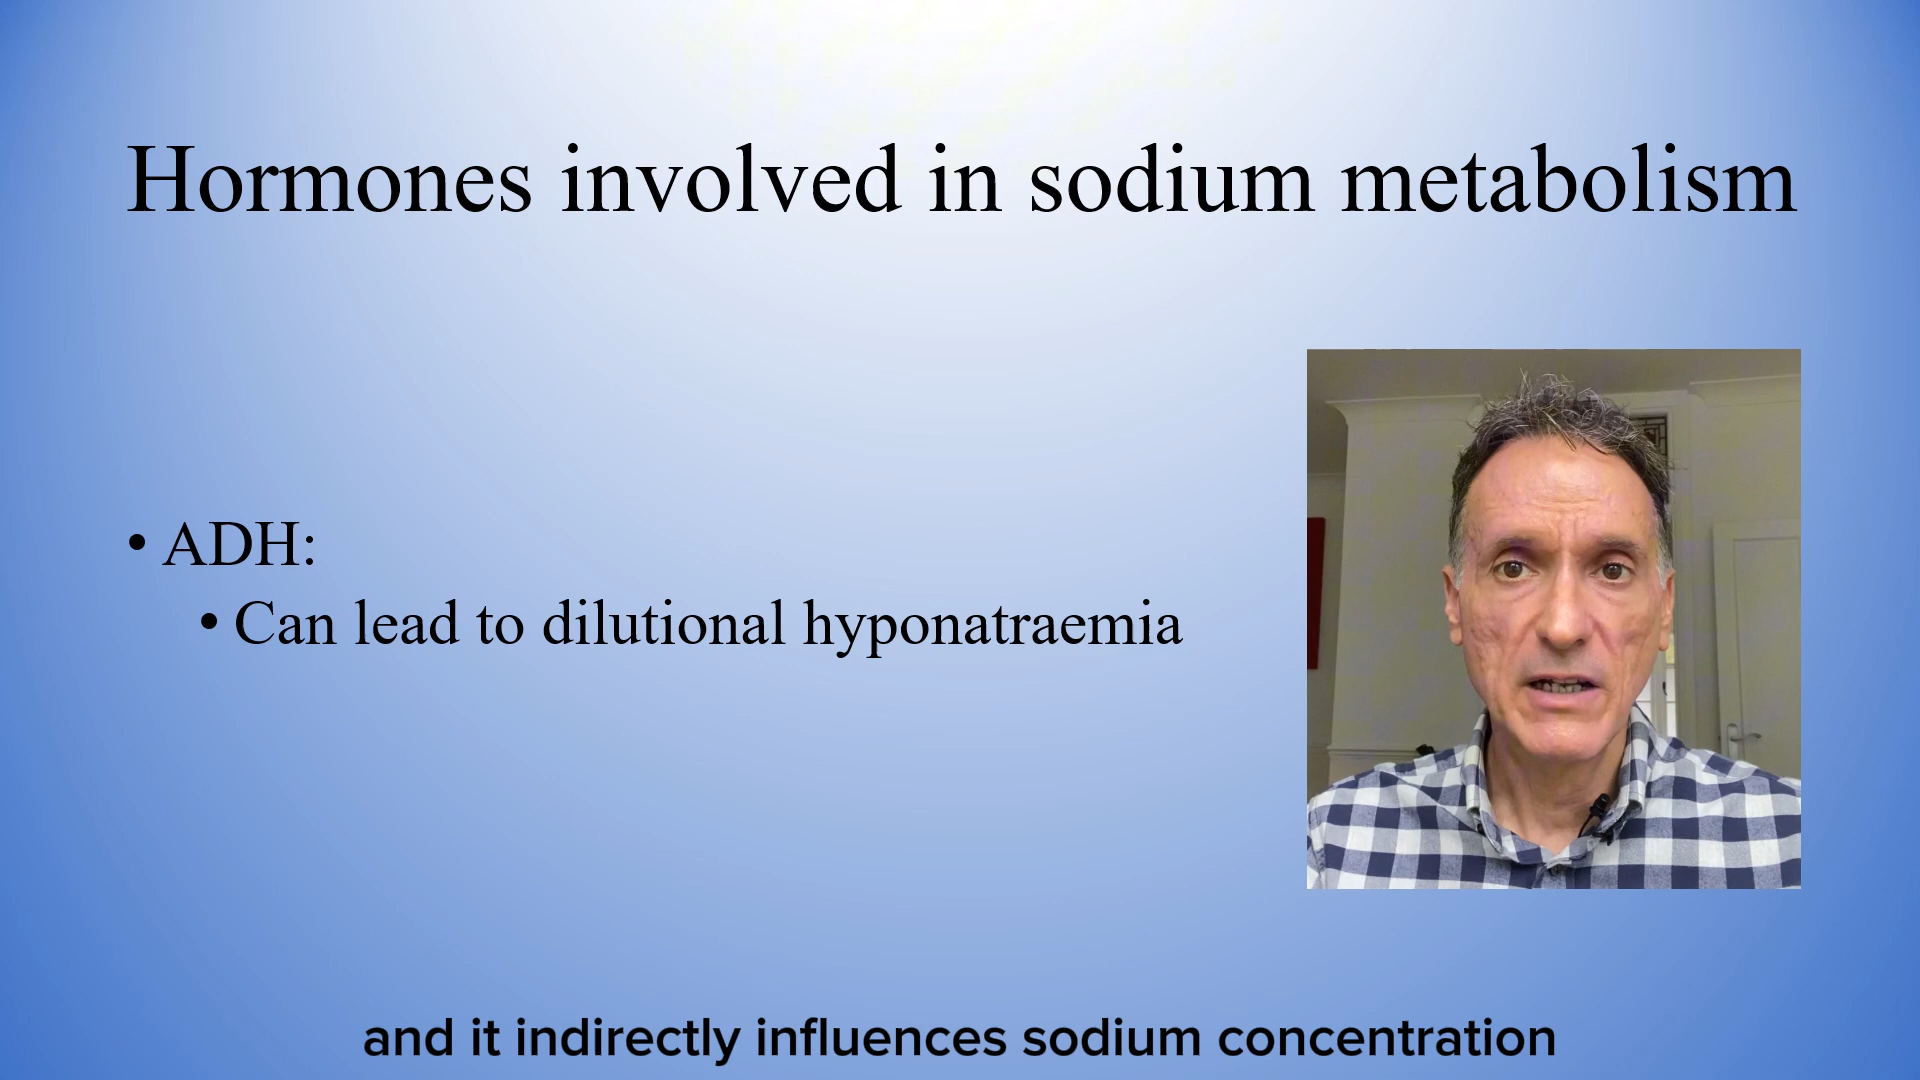 Hormones involved in sodium metabolism
• ADH:
• Can lead to dilutional hyponatraemia
and it indirectly influences sodium concentration